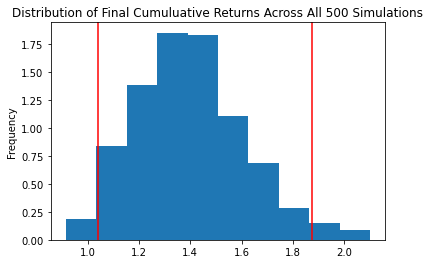 Distribution of Final Cumuluative Returns Across All 500 Simulations
Frequency
1.75
1.50
1.25
1.00
0.75
0.50
0.25
0.00
1.0 1.2 1.4 1.6 1.8 2.0